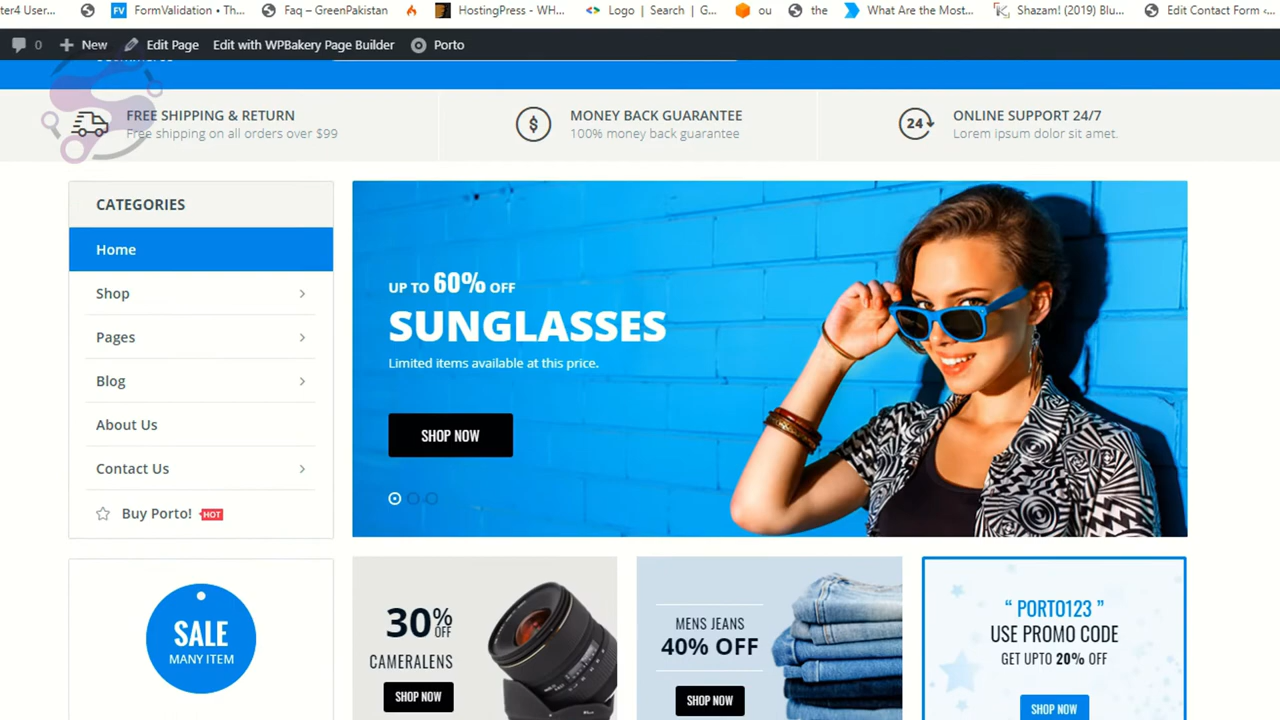 ter4 User...
FV FormValidation • Th...
Faq – GreenPakistan
HostingPress - WH...
Logo | Search | G...
ou
the
What Are the Most...
Shazam! (2019) Blu...
Edit Contact Form ‹...
0
New
Edit Page
Edit with WPBakery Page Builder
Porto
FREE SHIPPING & RETURN
Free shipping on all orders over $99
MONEY BACK GUARANTEE
100% money back guarantee
24
ONLINE SUPPORT 24/7
Lorem ipsum dolor sit amet.
CATEGORIES
Home
Shop
Pages
Blog
About Us
Contact Us
Buy Porto! HOT
UP TO 60% OFF
SUNGLASSES
Limited items available at this price.
SHOP NOW
SALE
MANY ITEM
30% OFF
CAMERALENS
SHOP NOW
MENS JEANS
40% OFF
SHOP NOW
“ PORTO123 ”
USE PROMO CODE
GET UPTO 20% OFF
SHOP NOW